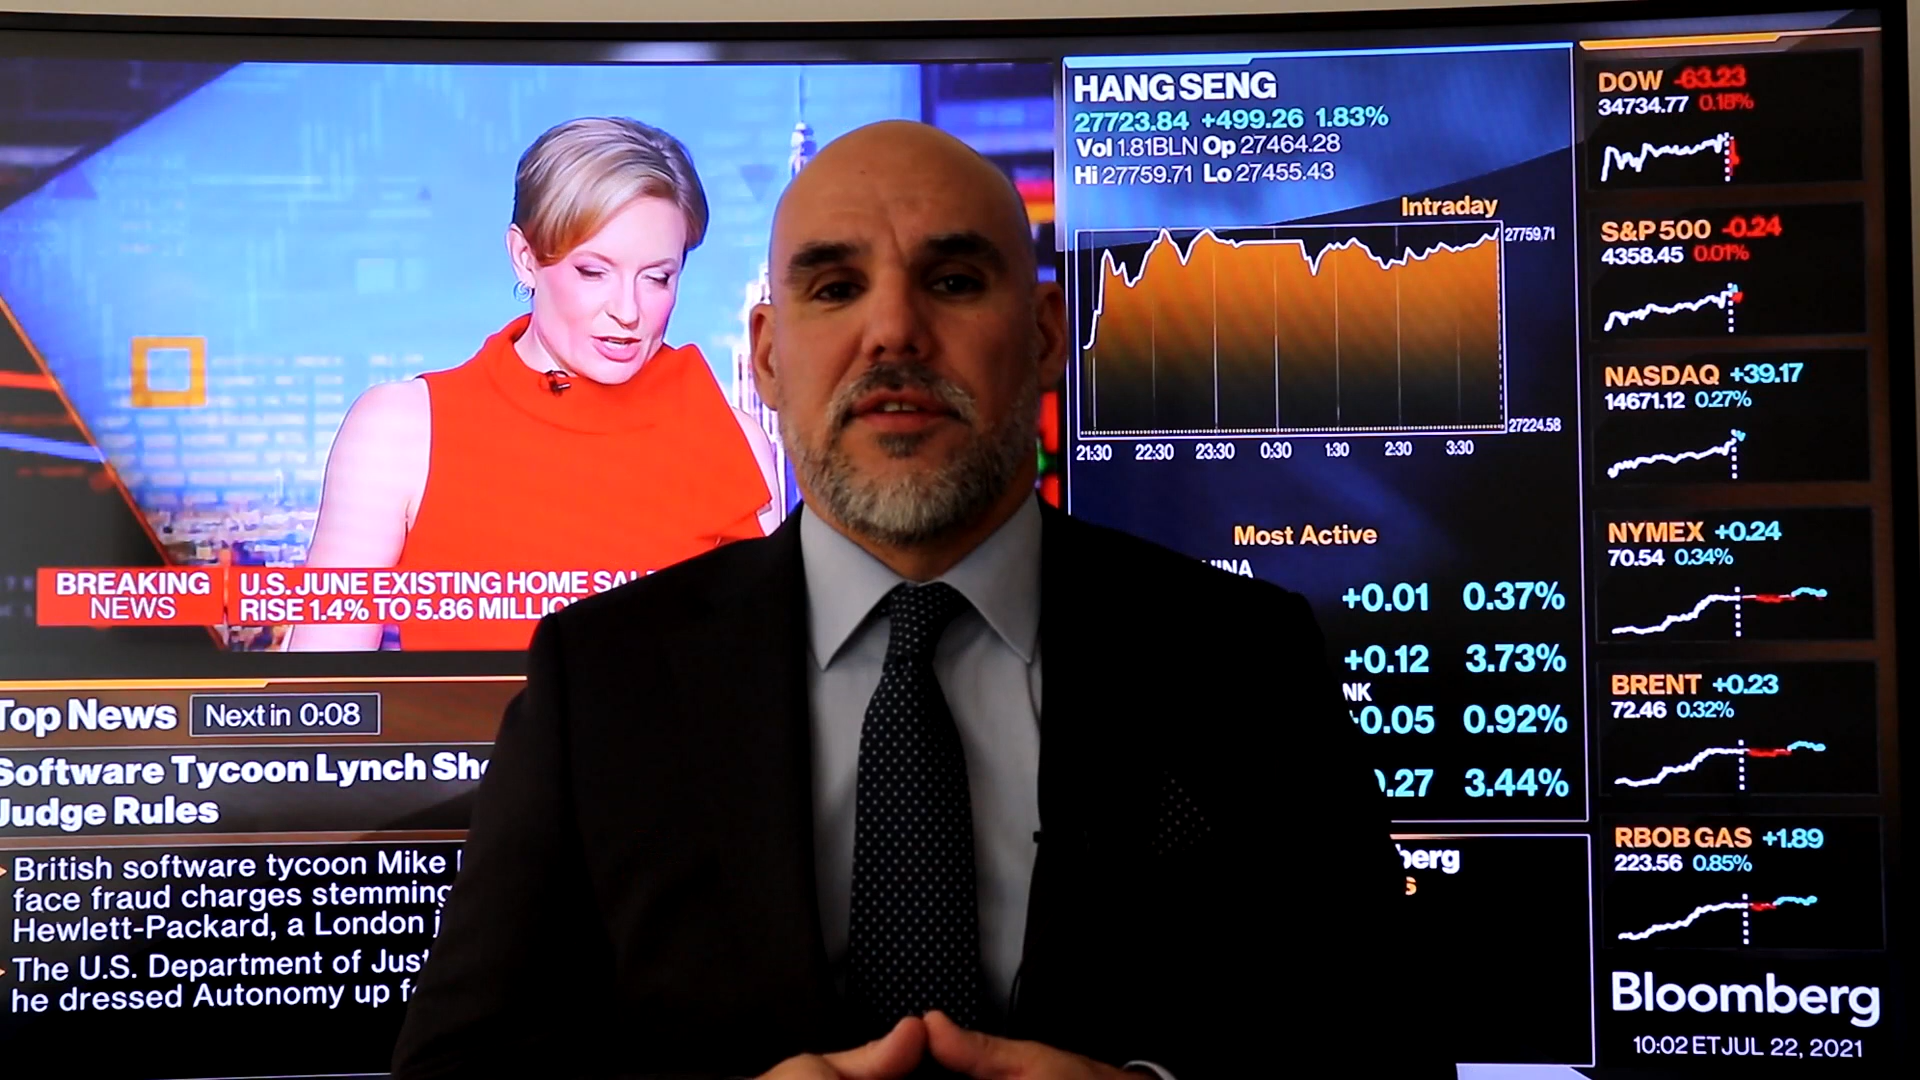 HANG SENG
27723.84 +499.26 1.83%
Vol 1.81BLN Op 27464.28
Hi 27759.71 Lo 27455.43
Intraday
27759.71
27224.58
21:30 22:30 23:30 0:30 1:30 2:30 3:30
Most Active
+0.01 0.37%
+0.12 3.73%
NK
0.05 0.92%
.27 3.44%
berg
s
BREAKING
NEWS
U.S. JUNE EXISTING HOME
RISE 1.4% TO 5.86
Top News Next in 0:08
Software Tycoon Lynch
Judge Rules
British software tycoon Mike
face fraud charges stemming
Hewlett-Packard, a London
The U.S. Department of
he dressed Autonomy up
DOW -63.23
34734.77 0.18%
S&P 500 -0.24
4358.45 0.01%
NASDAQ +39.17
14671.12 0.27%
NYMEX +0.24
70.54 0.34%
BRENT +0.23
72.46 0.32%
RBOB GAS +1.89
223.56 0.85%
Bloomberg
10:02 ET JUL 22, 2021